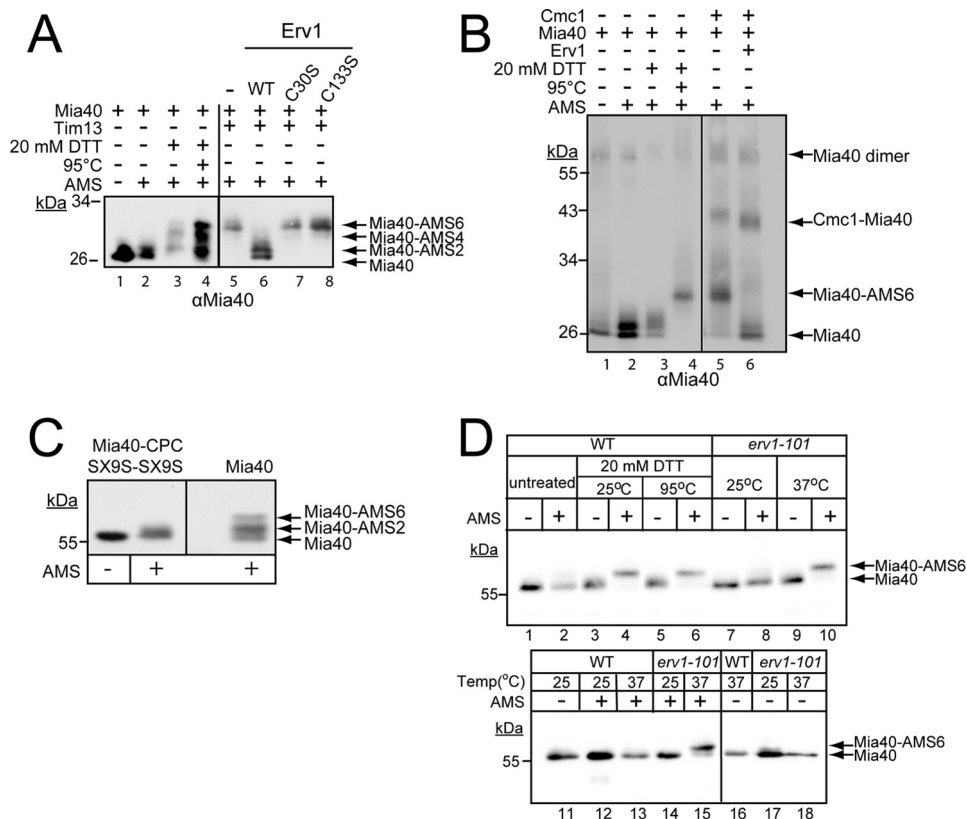 A
Erv1
- WT C30S C133S
Mia40 + + + + + + + +
Tim13 - - - - + + + +
20 mM DTT - - + +
95°C - - - +
AMS - + + + + + + +
kDa
34
26
Mia40-AMS6
Mia40-AMS4
Mia40-AMS2
Mia40
1 2 3 4 5 6 7 8
αMia40
B
Cmc1 - - - - + +
Mia40 + + + + + +
Erv1 - - - - - +
20 mM DTT - - + +
95°C - - - +
AMS - + + + + +
kDa
55
43
34
26
Mia40 dimer
Cmc1-Mia40
Mia40-AMS6
Mia40
1 2 3 4 5 6
αMia40
C
Mia40-CPC
SX9S-SX9S Mia40
kDa
55
Mia40-AMS6
Mia40-AMS2
Mia40
AMS - + +
D
WT erv1-101
untreated 20 mM DTT
25°C 95°C 25°C 37°C
AMS - + - + - + - + - +
kDa
55
Mia40-AMS6
Mia40
1 2 3 4 5 6 7 8 9 10
WT erv1-101 WT erv1-101
Temp(°C) 25 25 37 25 37 37 25 37
AMS - + + + + - - -
kDa
55
Mia40-AMS6
Mia40
11 12 13 14 15 16 17 18